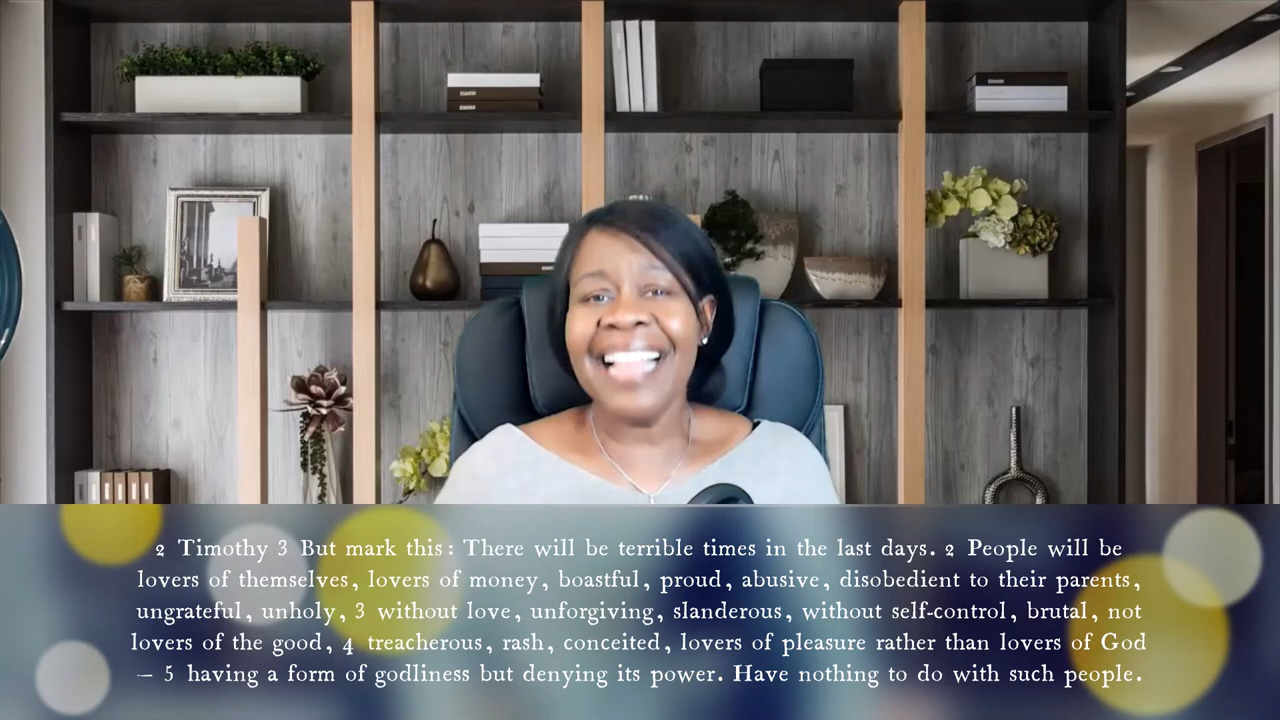 2 Timothy 3 But mark this: There will be terrible times in the last days. 2 People will be
lovers of themselves, lovers of money, boastful, proud, abusive, disobedient to their parents,
ungrateful, unholy, 3 without love, unforgiving, slanderous, without self-control, brutal, not
lovers of the good, 4 treacherous, rash, conceited, lovers of pleasure rather than lovers of God
— 5 having a form of godliness but denying its power. Have nothing to do with such people.